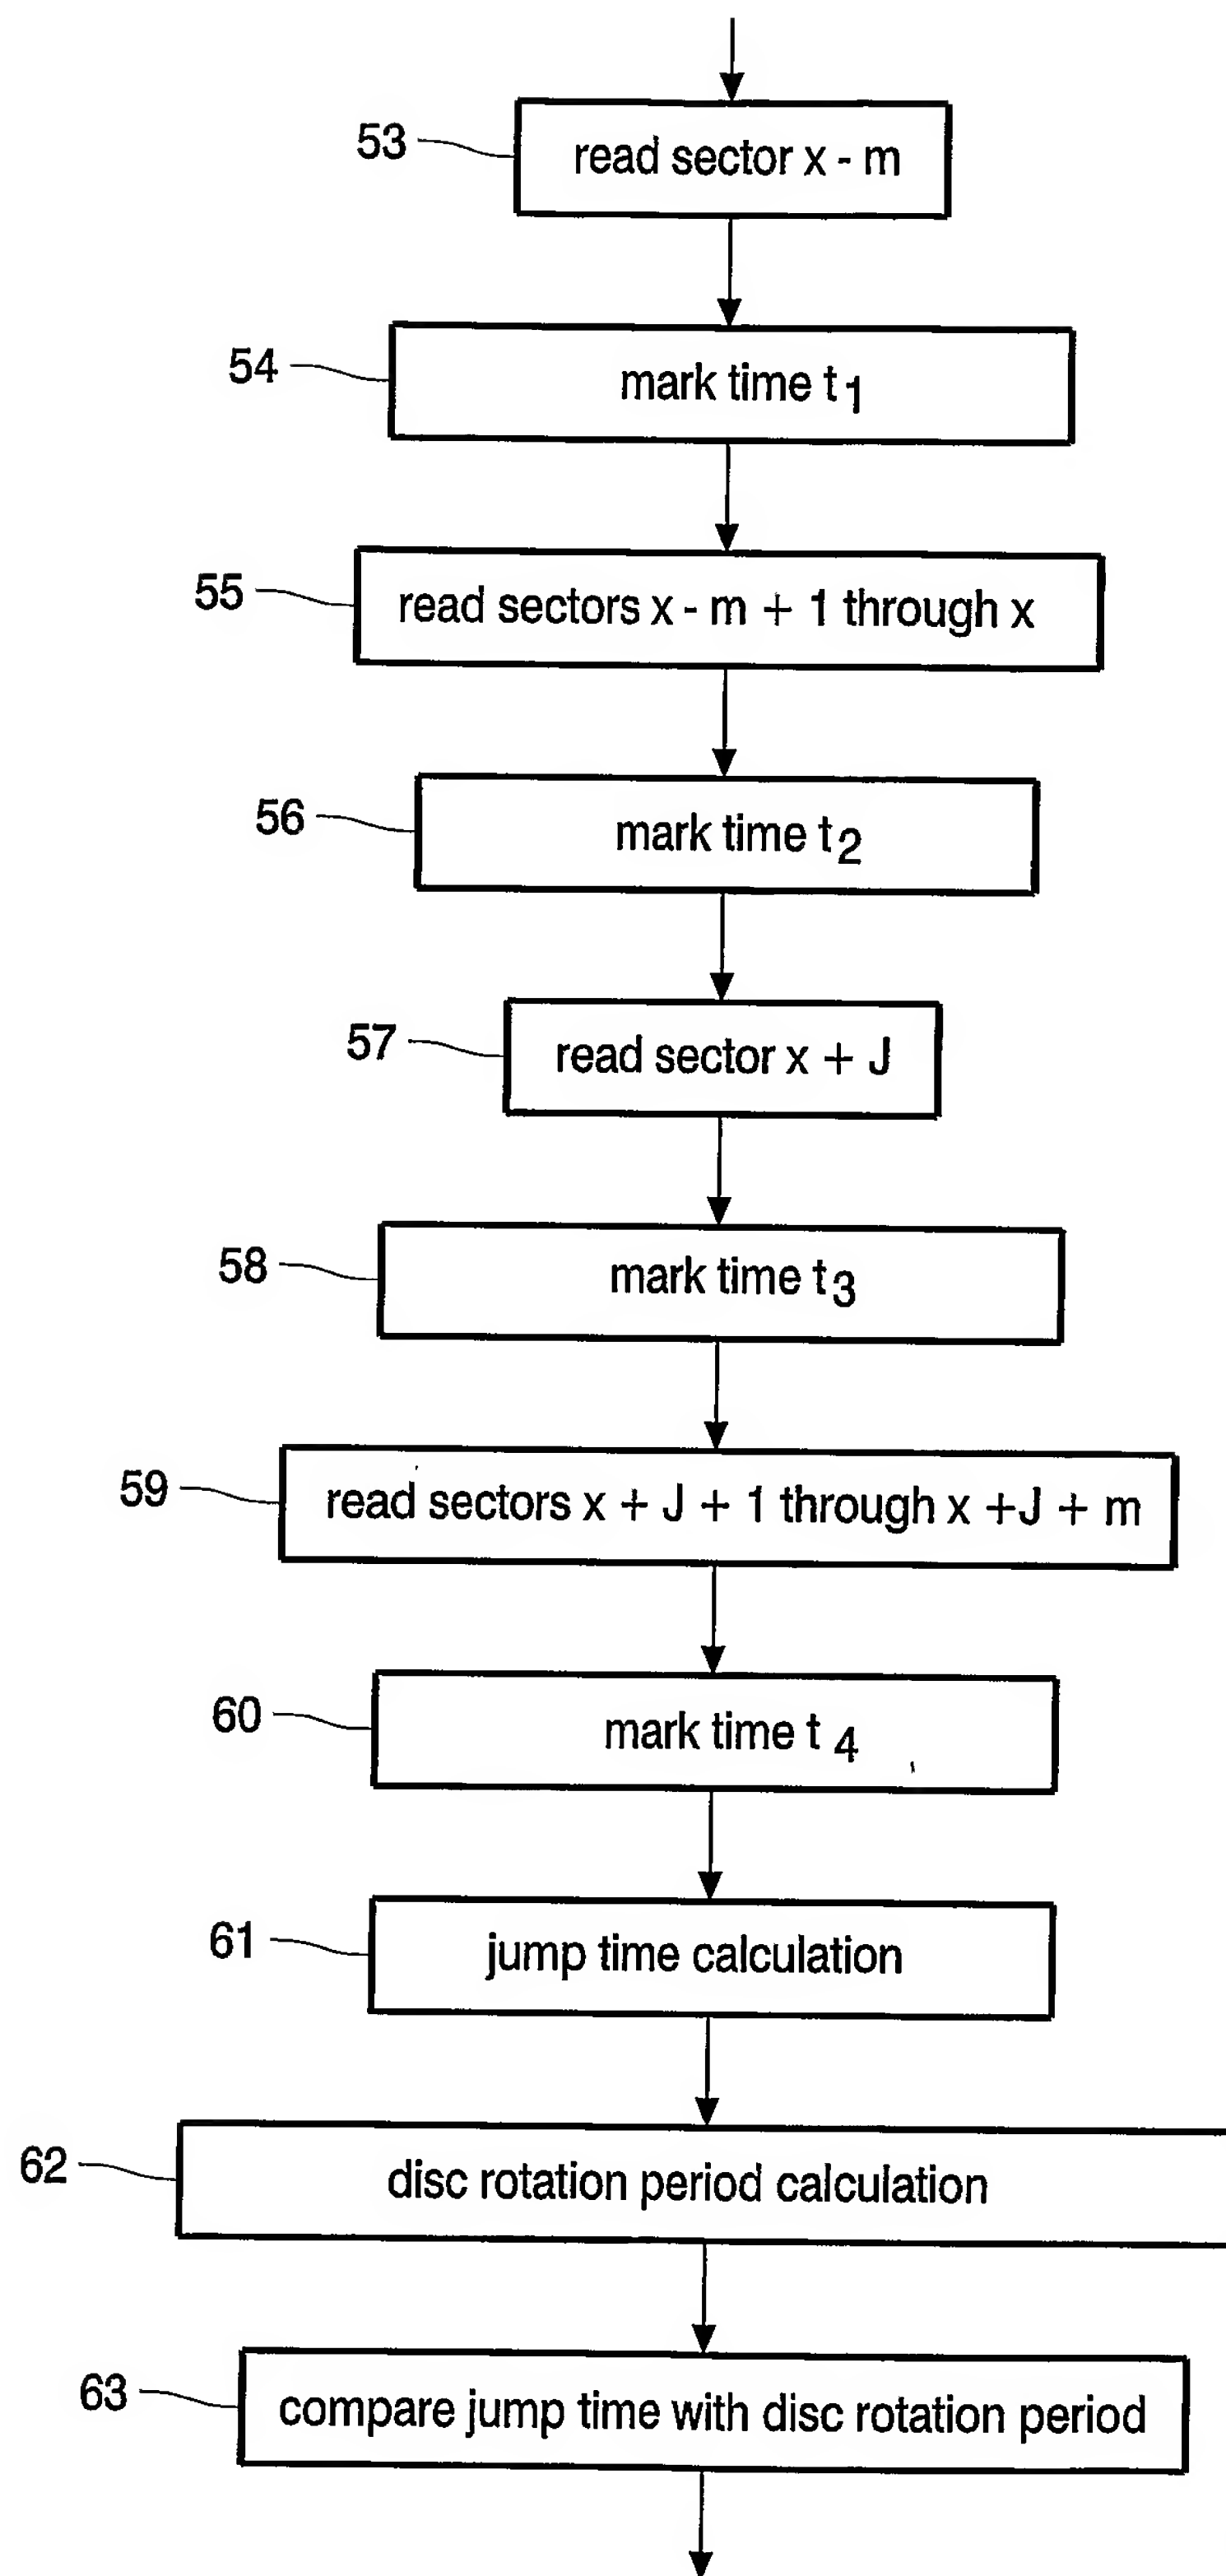 53 read sector x - m
54 mark time t1
55 read sectors x - m + 1 through x
56 mark time t2
57 read sector x + J
58 mark time t3
59 read sectors x + J + 1 through x +J + m
60 mark time t 4
61 jump time calculation
62 disc rotation period calculation
63 compare jump time with disc rotation period